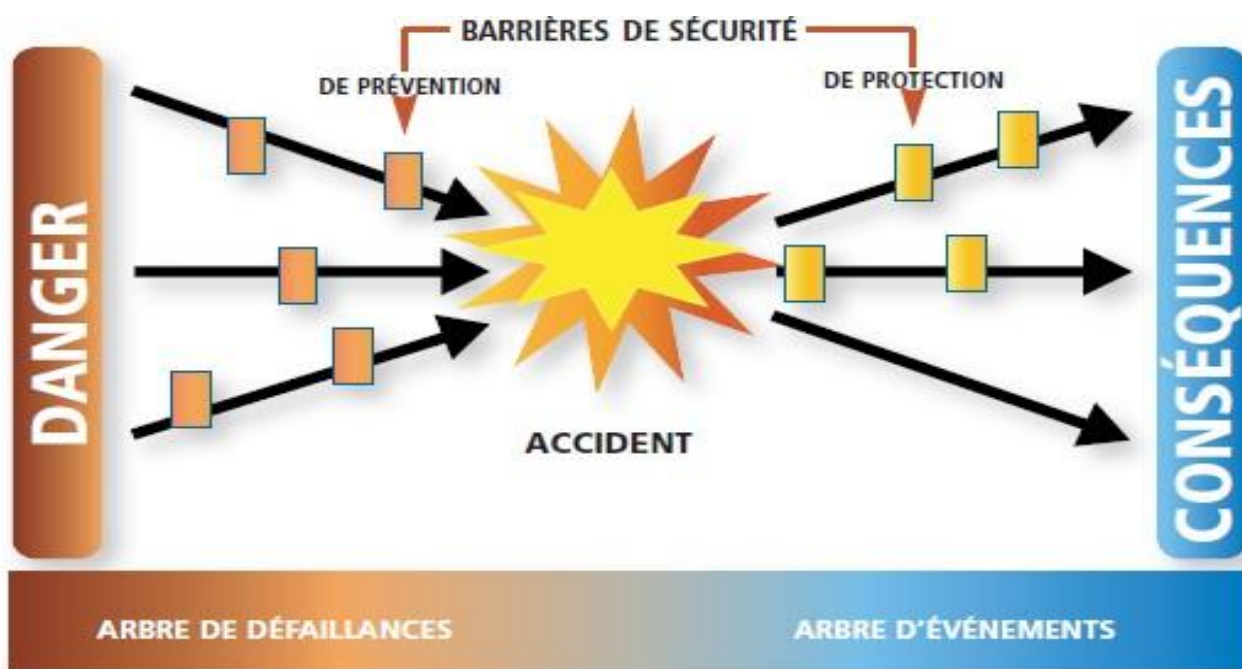 BARRIÈRES DE SÉCURITÉ
DE PRÉVENTION
DE PROTECTION
DANGER
CONSÉQUENCES
ACCIDENT
ARBRE DE DÉFAILLANCES
ARBRE D'ÉVÉNEMENTS